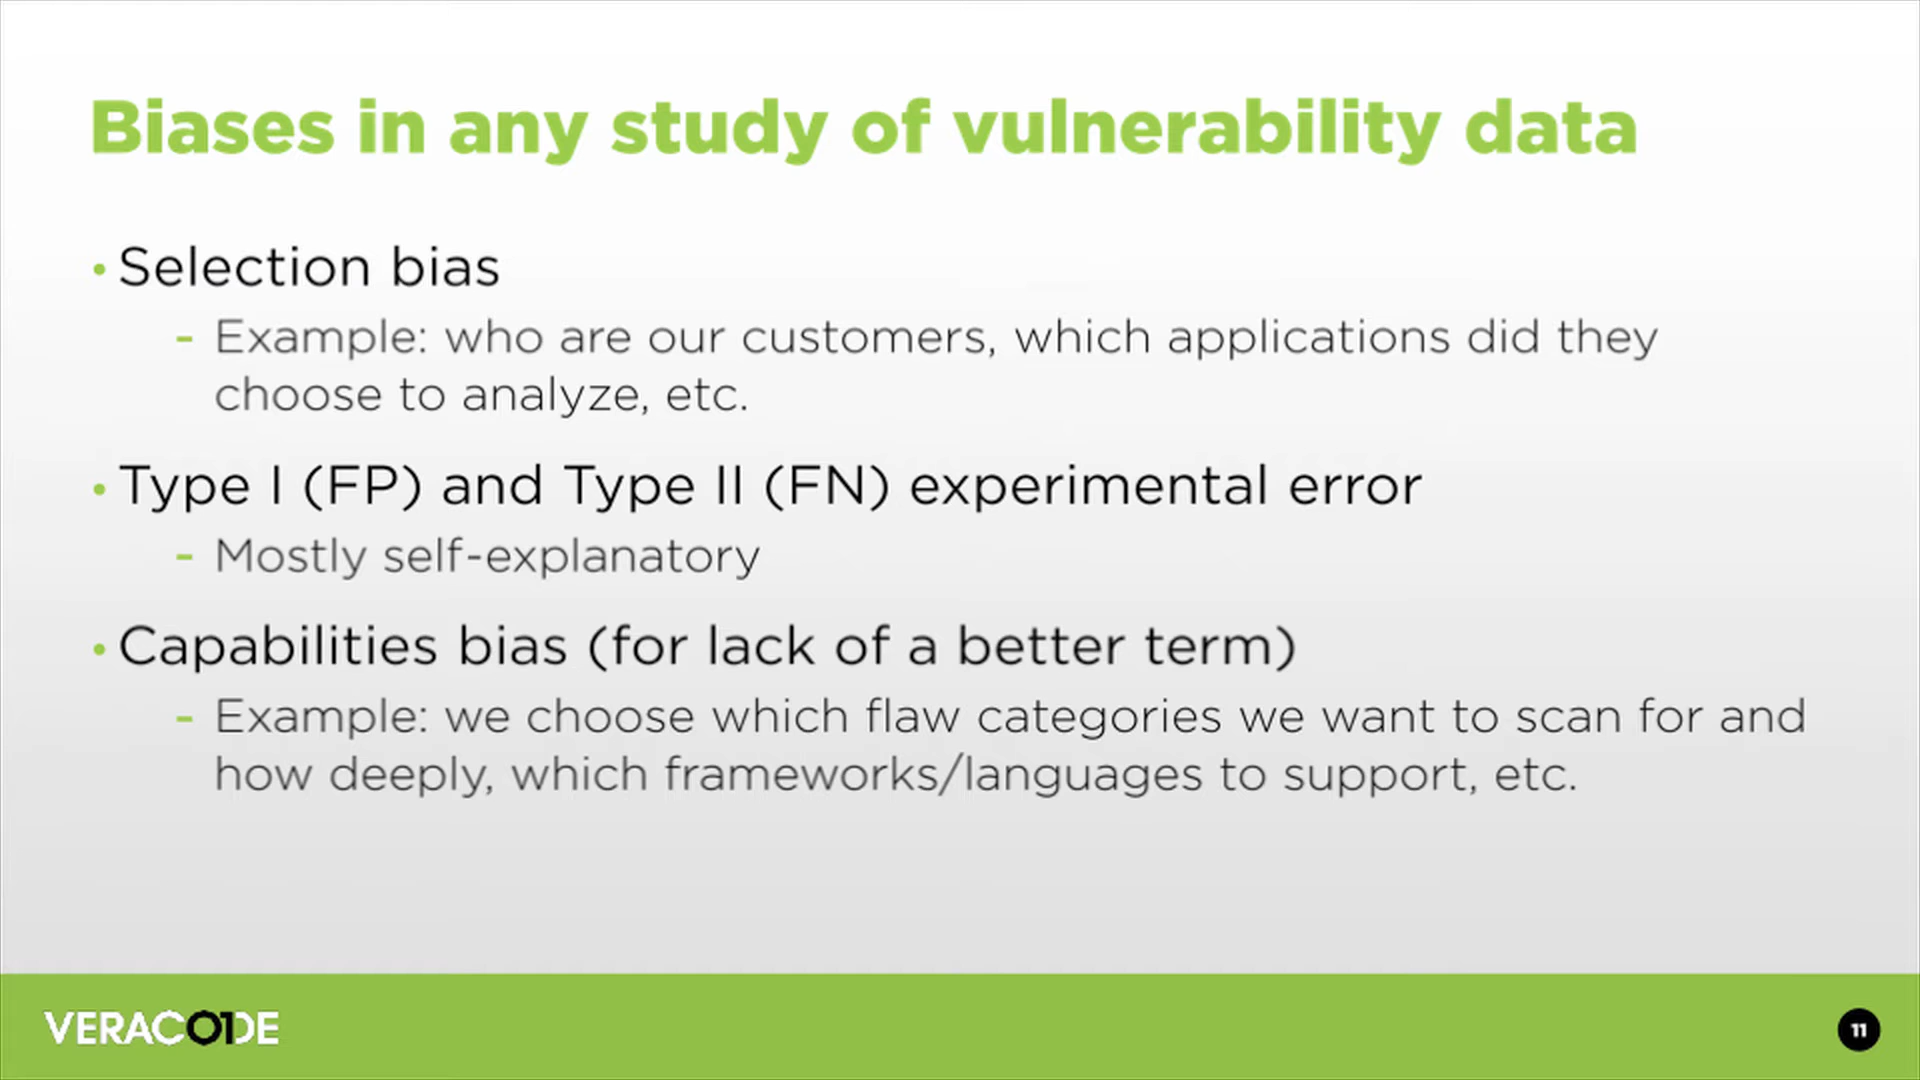 Biases in any study of vulnerability data
• Selection bias
- Example: who are our customers, which applications did they
choose to analyze, etc.
• Type I (FP) and Type II (FN) experimental error
- Mostly self-explanatory
• Capabilities bias (for lack of a better term)
- Example: we choose which flaw categories we want to scan for and
how deeply, which frameworks/languages to support, etc.
VERACODE
11